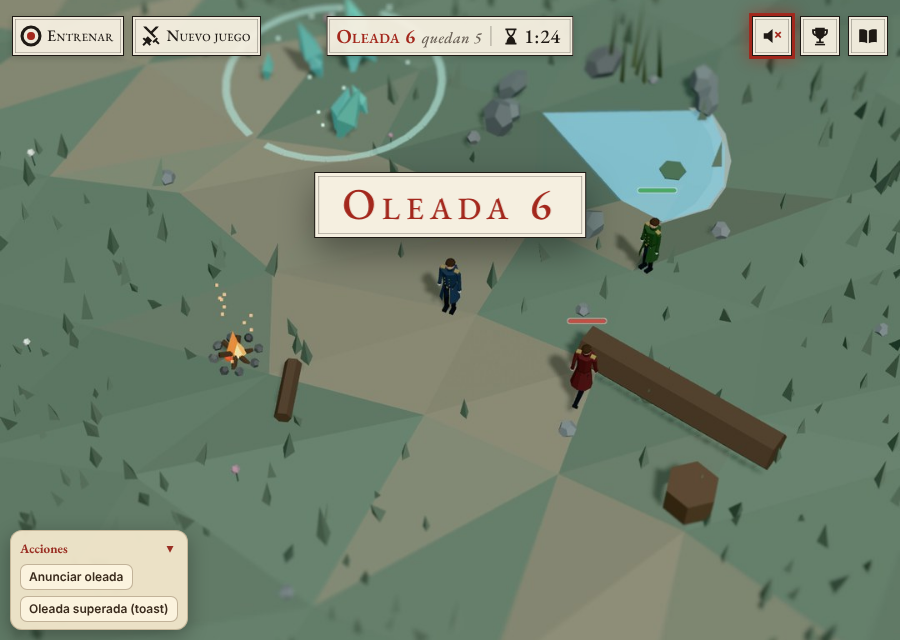 Entrenar
Nuevo juego
Oleada 6 quedan 5 1:24
Oleada 6
Acciones
Anunciar oleada
Oleada superada (toast)